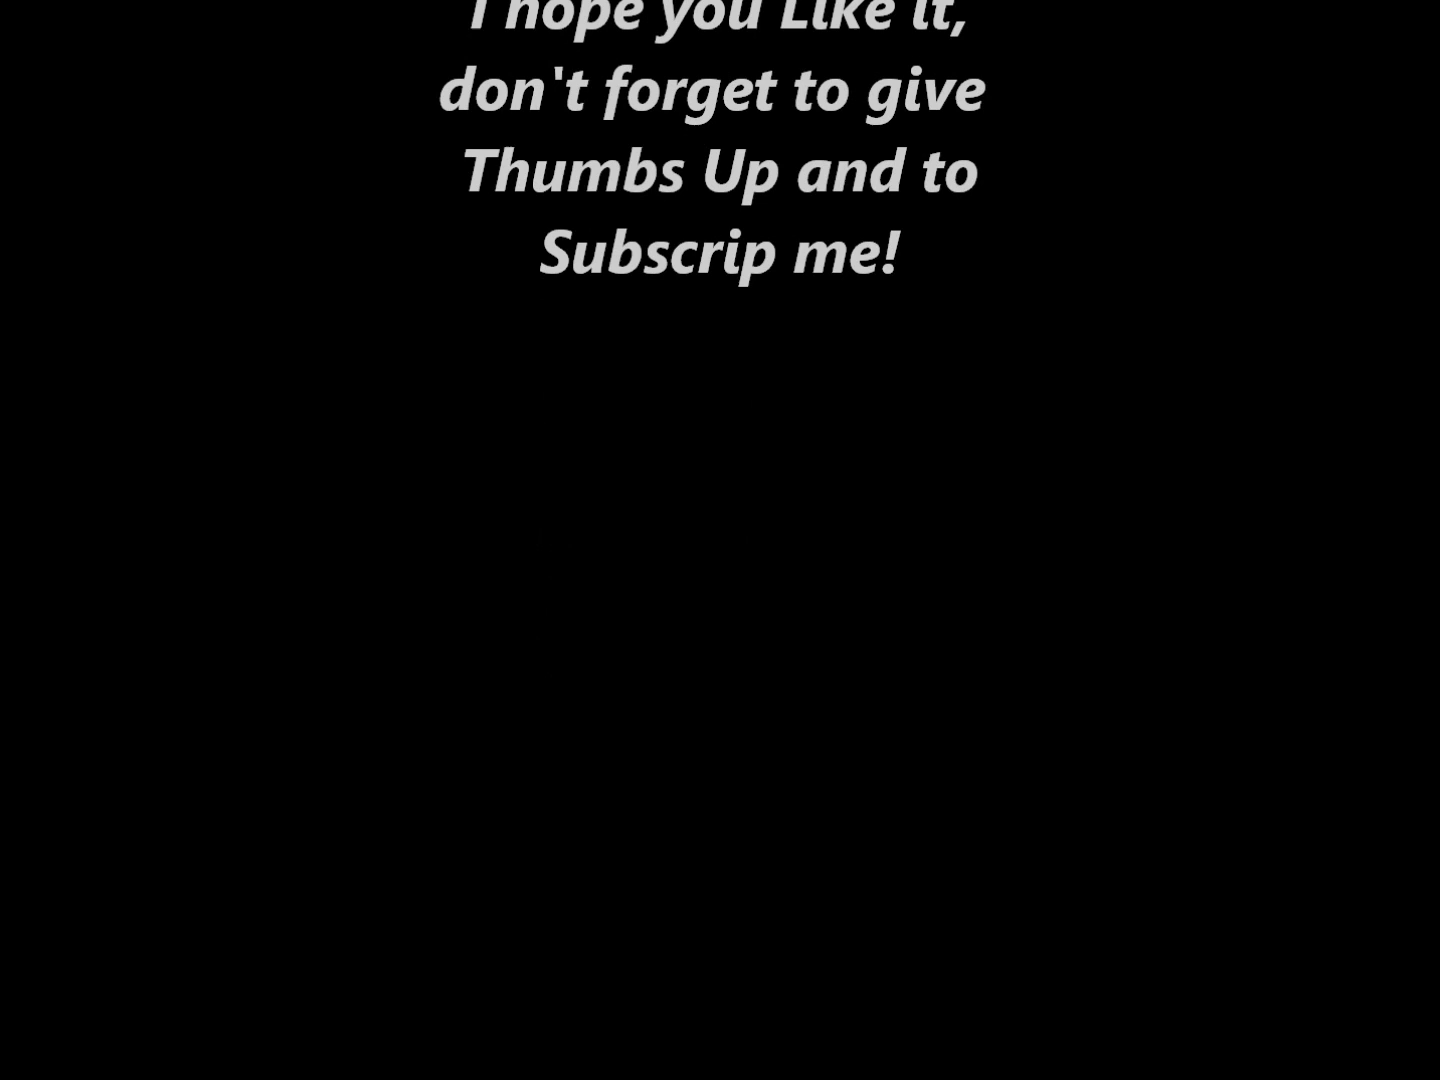 I hope you Like it,
don't forget to give
Thumbs Up and to
Subscrip me!